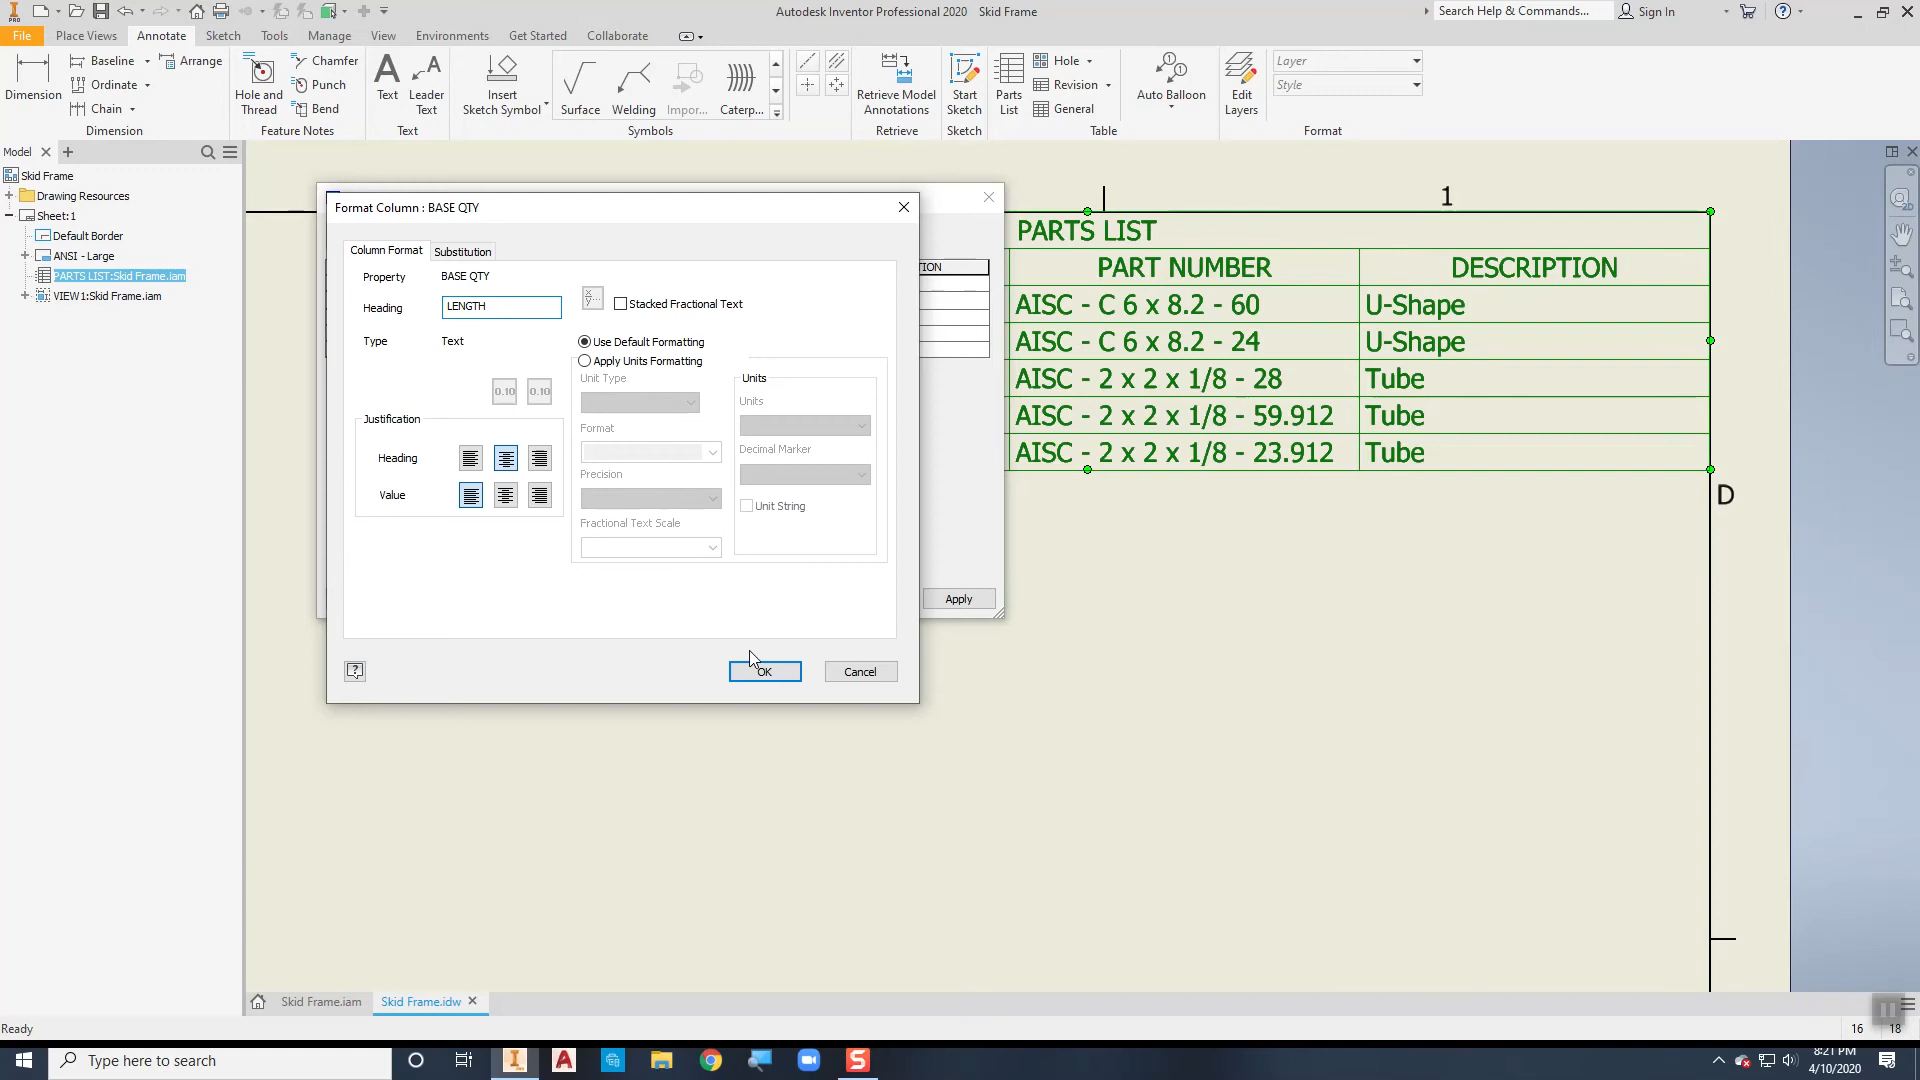 PRO
Autodesk Inventor Professional 2020 Skid Frame
Search Help & Commands...
Sign In
File Place Views Annotate Sketch Tools Manage View Environments Get Started Collaborate
Dimension
Baseline
Ordinate
Chain
Arrange
Dimension
Hole and
Thread
Chamfer
Punch
Bend
Feature Notes
Text
Leader
Text
Text
Insert
Sketch Symbol
Surface
Welding
Impor...
Caterp...
Symbols
Retrieve Model
Annotations
Retrieve
Start
Sketch
Sketch
Parts
List
Hole
Revision
General
Table
Auto Balloon
Edit
Layers
Layer
Style
Format
Model
Skid Frame
Drawing Resources
Sheet:1
Default Border
ANSI - Large
PARTS LIST:Skid Frame.iam
VIEW1:Skid Frame.iam
Format Column : BASE QTY
Column Format
Substitution
Property BASE QTY
Heading LENGTH
Type Text
Stacked Fractional Text
Use Default Formatting
Apply Units Formatting
Unit Type
Format
Precision
Fractional Text Scale
Units
Units
Decimal Marker
Unit String
0.10 0.10
Justification
Heading
Value
OK
Cancel
TION
Apply
1
PARTS LIST
PART NUMBER DESCRIPTION
AISC - C 6 x 8.2 - 60 U-Shape
AISC - C 6 x 8.2 - 24 U-Shape
AISC - 2 x 2 x 1/8 - 28 Tube
AISC - 2 x 2 x 1/8 - 59.912 Tube
AISC - 2 x 2 x 1/8 - 23.912 Tube
D
Skid Frame.iam
Skid Frame.idw
Ready
16 18
Type here to search
8:21 PM
4/10/2020